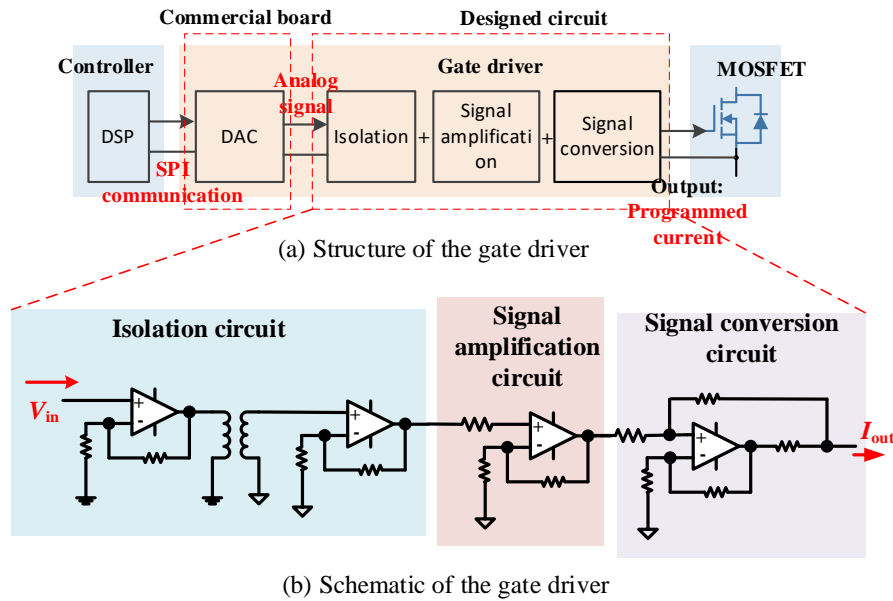 Commercial board
Designed circuit
Controller
Gate driver
MOSFET
Analog
signal
DSP
DAC
Isolation
+
Signal
amplificati
on
+
Signal
conversion
SPI
communication
Output:
Programmed
current
(a) Structure of the gate driver
Isolation circuit
Signal
amplification
circuit
Signal conversion
circuit
Vin
+
-
+
-
+
-
+
-
Iout
(b) Schematic of the gate driver